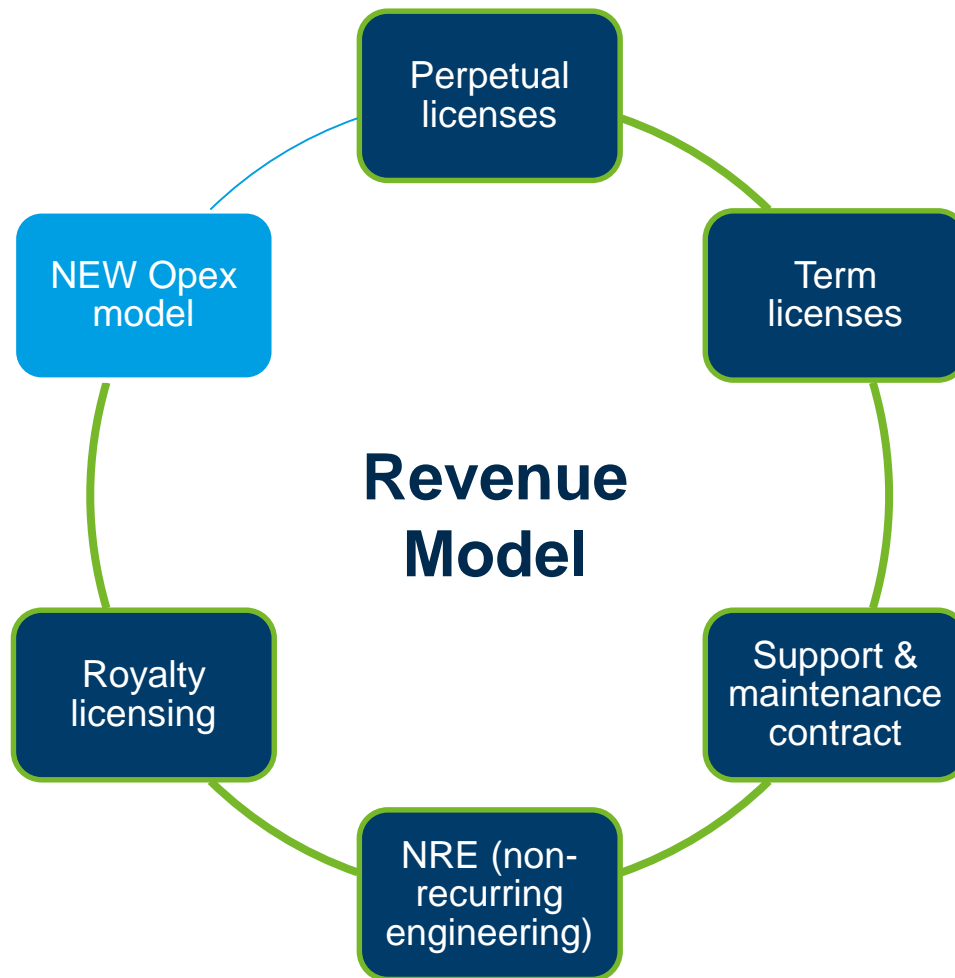 Perpetual
licenses
NEW Opex
model
Term
licenses
Revenue
Model
Royalty
licensing
Support &
maintenance
contract
NRE (non-
recurring
engineering)